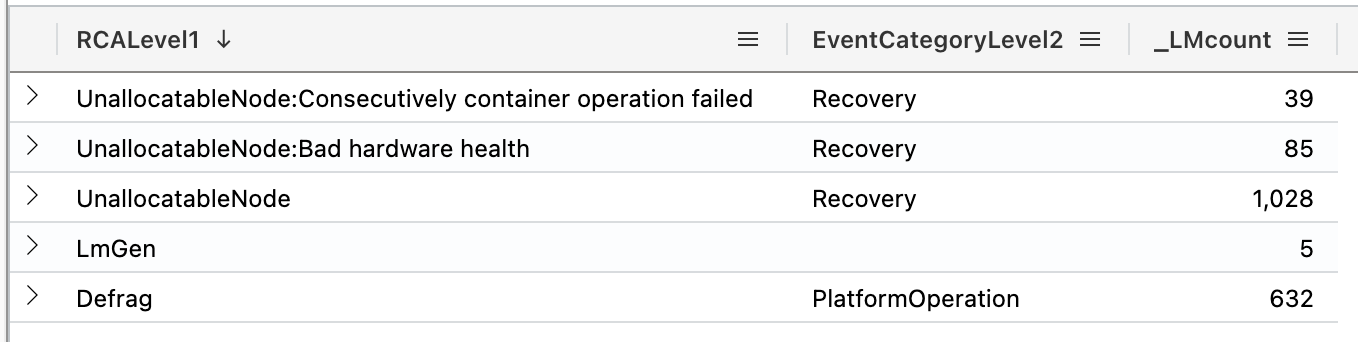 RCALevel1 ↓ EventCategoryLevel2 _LMcount
UnallocatableNode:Consecutively container operation failed Recovery 39
UnallocatableNode:Bad hardware health Recovery 85
UnallocatableNode Recovery 1,028
LmGen 5
Defrag PlatformOperation 632